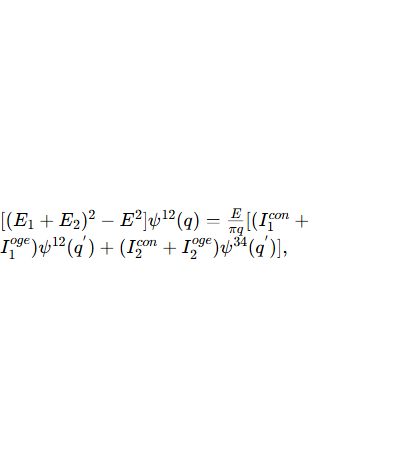 $[(E_1 + E_2)^2 - E^2]\psi^{12}(q) = \frac{E}{\pi q}[(I_1^{con} +$
$I_1^{oge})\psi^{12}(q^{'}) + (I_2^{con} + I_2^{oge})\psi^{34}(q^{'})],$